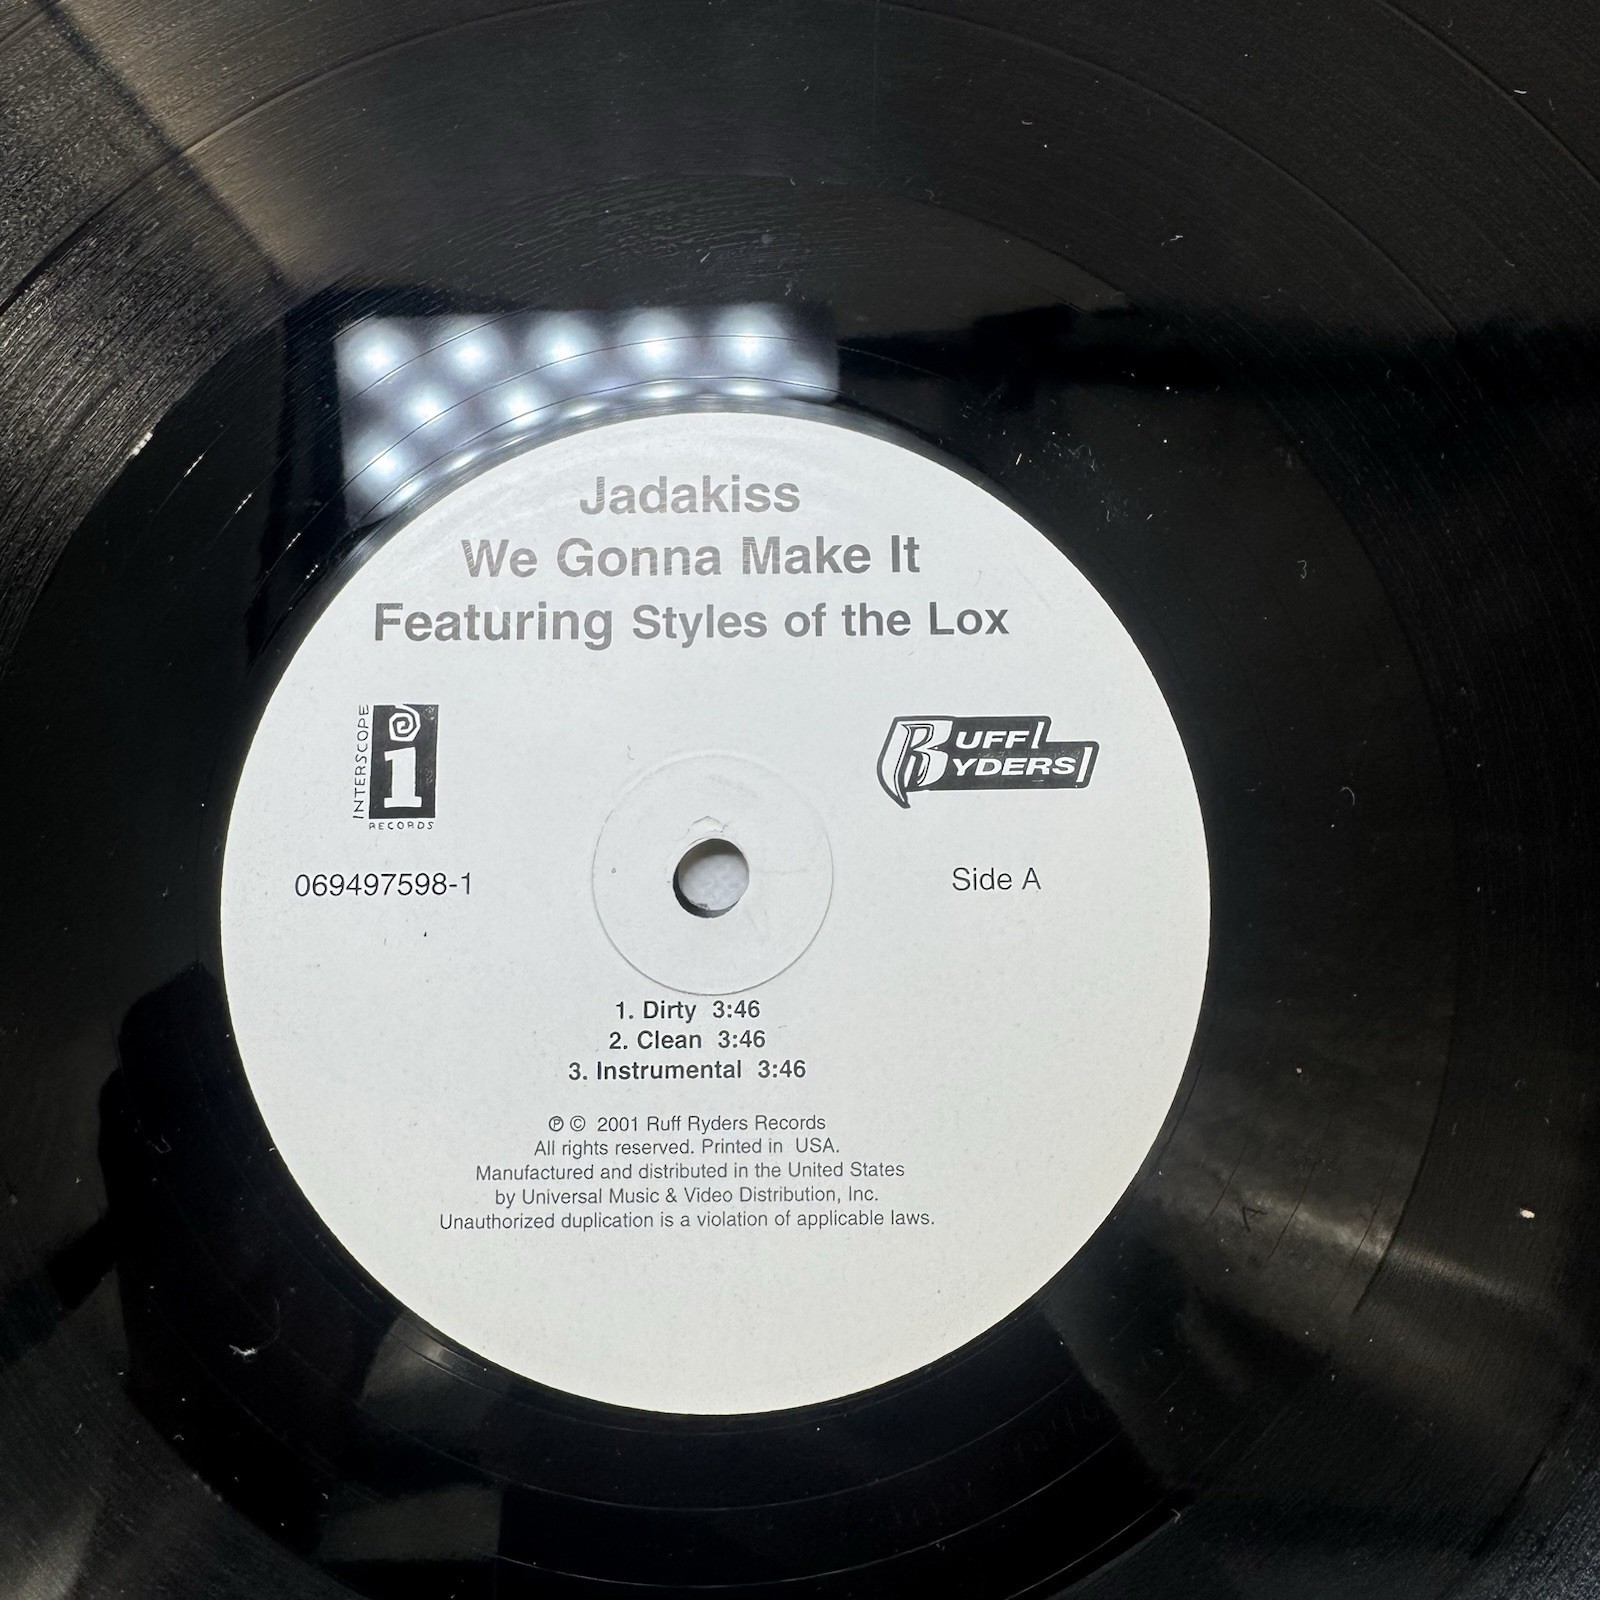 Jadakiss
We Gonna Make It
Featuring Styles of the Lox
INTERSCOPE
i
RECORDS
RUFF
RYDERS
069497598-1
Side A
1. Dirty 3:46
2. Clean 3:46
3. Instrumental 3:46
℗ © 2001 Ruff Ryders Records
All rights reserved. Printed in USA.
Manufactured and distributed in the United States
by Universal Music & Video Distribution, Inc.
Unauthorized duplication is a violation of applicable laws.